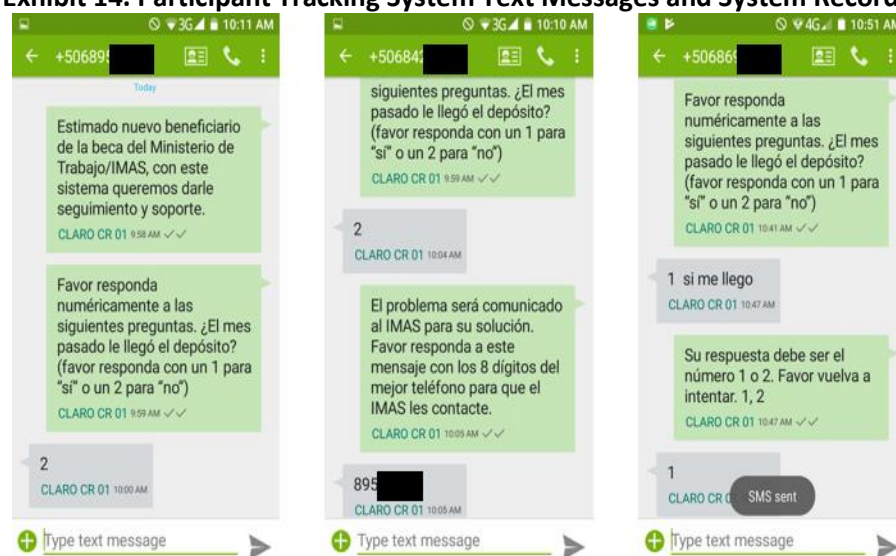 Exhibit 14. Participant Tracking System Text Messages and System Record
10:11 AM
3G
+506895
Today
Estimado nuevo beneficiario
de la beca del Ministerio de
Trabajo/IMAS, con este
sistema queremos darle
seguimiento y soporte.
CLARO CR 01 9:58 AM
Favor responda
numéricamente a las
siguientes preguntas. ¿El mes
pasado le llegó el depósito?
(favor responda con un 1 para
"sí" o un 2 para "no")
CLARO CR 01 9:59 AM
2
CLARO CR 01 10:00 AM
Type text message
3G 10:10 AM
+50684
siguientes preguntas. ¿El mes
pasado le llegó el depósito?
(favor responda con un 1 para
"sí" o un 2 para "no")
CLARO CR 01 9:59 AM
2
CLARO CR 01 10:04 AM
El problema será comunicado
al IMAS para su solución.
Favor responda a este
mensaje con los 8 dígitos del
mejor teléfono para que el
IMAS les contacte.
CLARO CR 01 10:05 AM
895
CLARO CR 01 10:05 AM
Type text message
4G 10:51 AM
+50686
Favor responda
numéricamente a las
siguientes preguntas. ¿El mes
pasado le llegó el depósito?
(favor responda con un 1 para
"sí" o un 2 para "no")
CLARO CR 01 10:41 AM
1 si me llego
CLARO CR 01 10:47 AM
Su respuesta debe ser el
número 1 o 2. Favor vuelva a
intentar. 1, 2
CLARO CR 01 10:47 AM
1
CLARO CR
SMS sent
Type text message